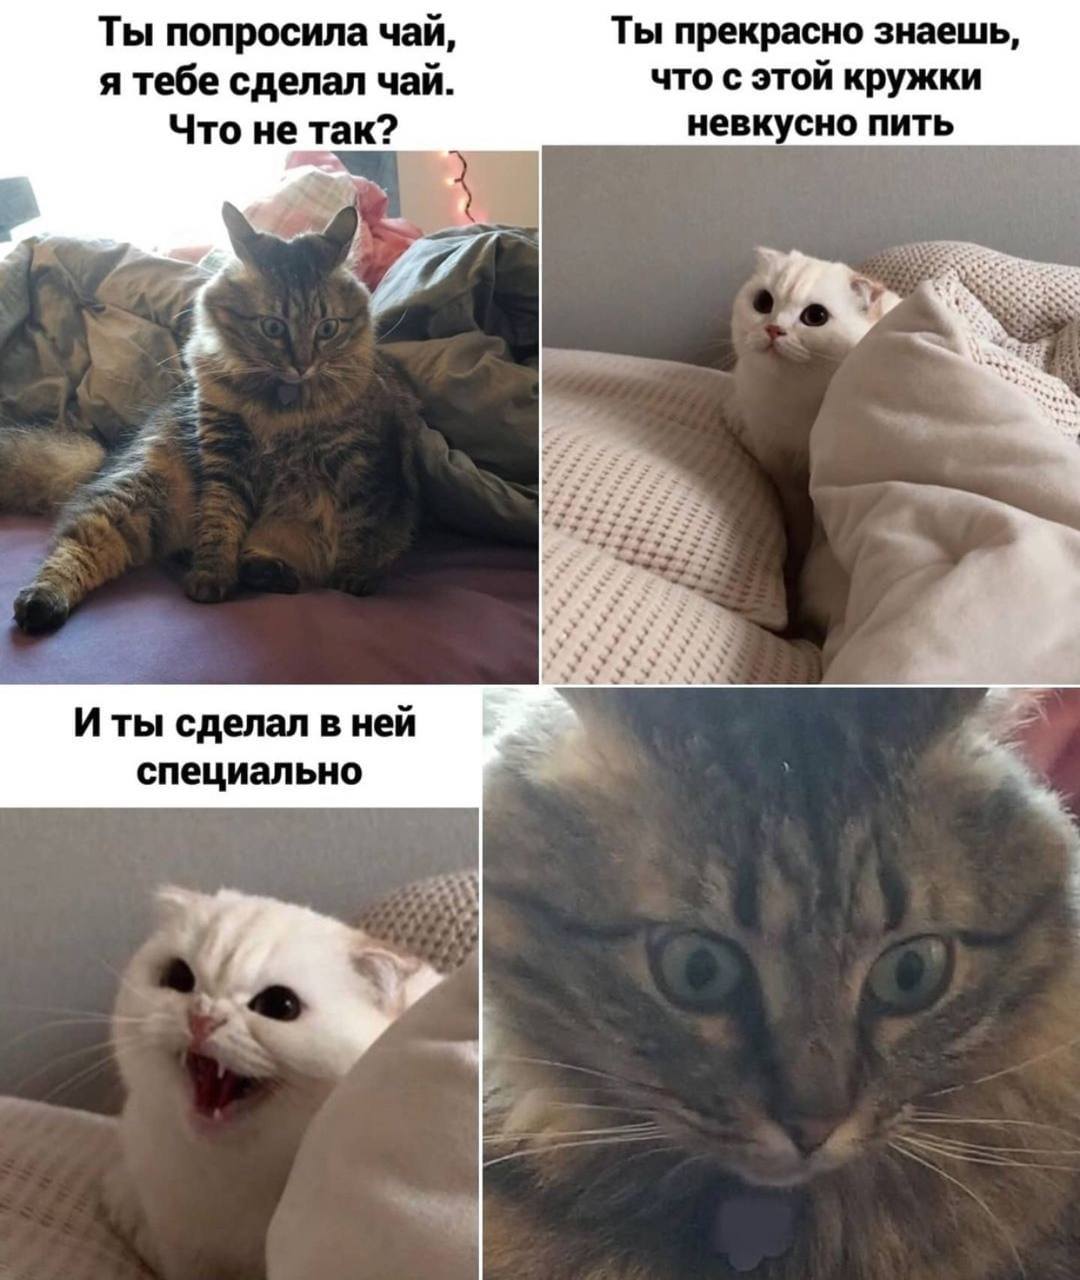 Ты попросила чай,
я тебе сделал чай.
Что не так?
Ты прекрасно знаешь,
что с этой кружки
невкусно пить
И ты сделал в ней
специально